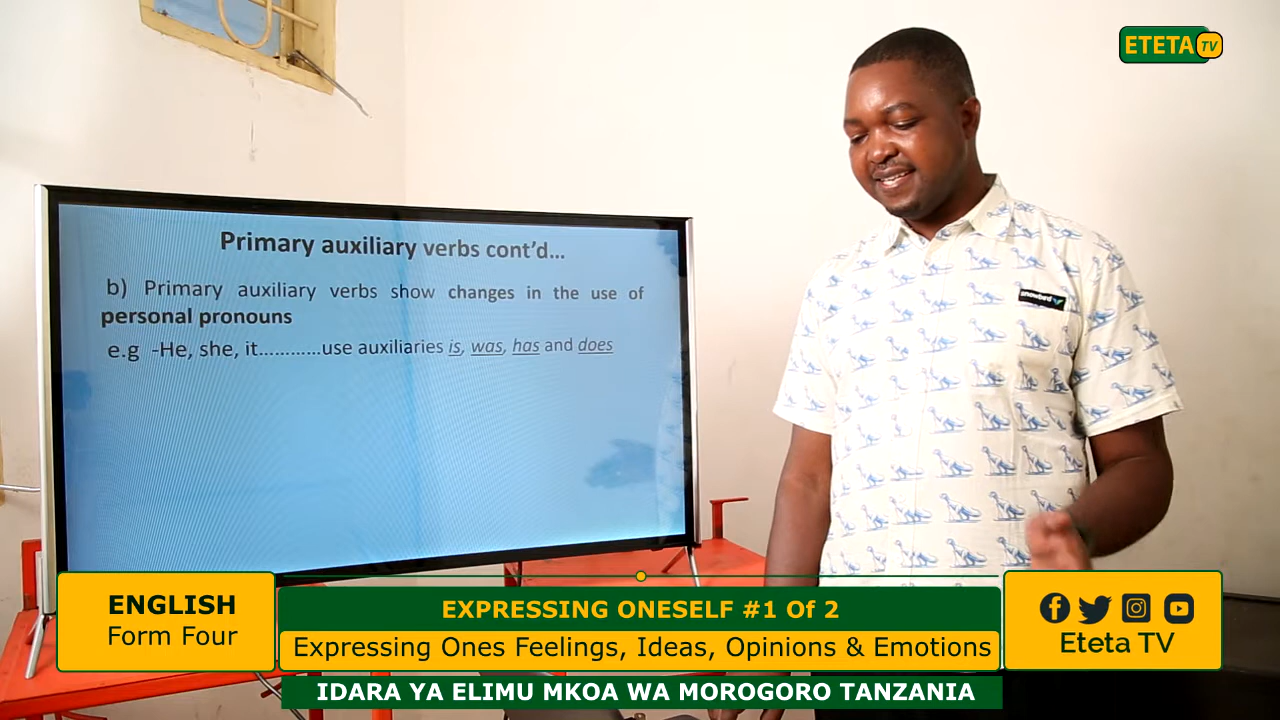 ETETA TV
Primary auxiliary verbs cont’d…
b) Primary auxiliary verbs show changes in the use of
personal pronouns
e.g -He, she, it…………use auxiliaries is, was, has and does
snowbird
ENGLISH
Form Four
EXPRESSING ONESELF #1 Of 2
Expressing Ones Feelings, Ideas, Opinions & Emotions
Eteta TV
IDARA YA ELIMU MKOA WA MOROGORO TANZANIA